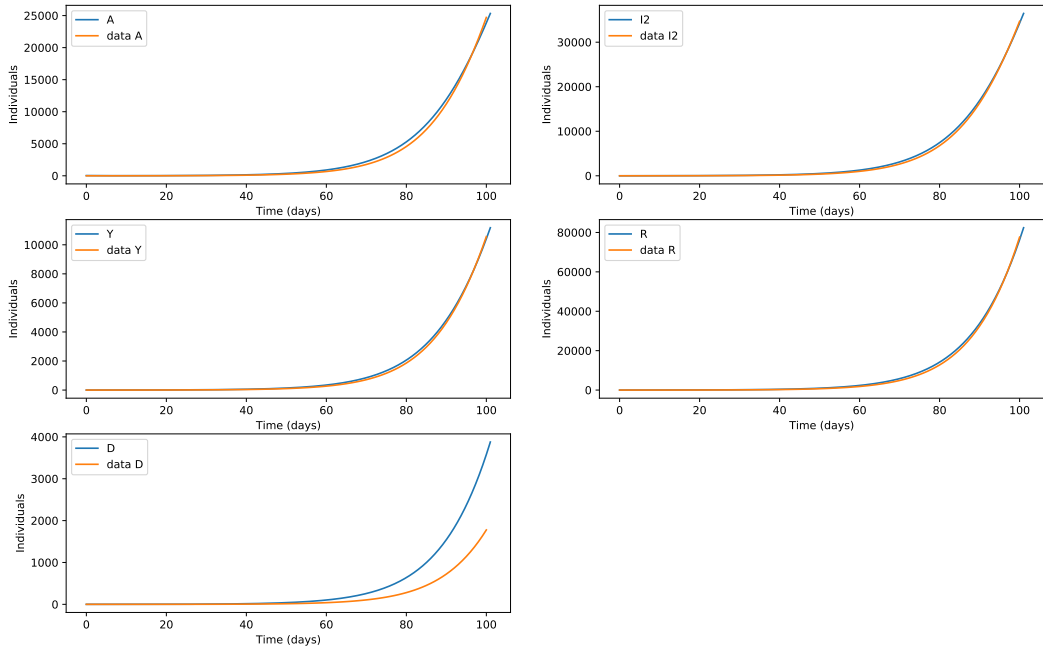 A
data A
Individuals
25000
20000
15000
10000
5000
0
0 20 40 60 80 100
Time (days)
I2
data I2
Individuals
30000
20000
10000
0
0 20 40 60 80 100
Time (days)
Y
data Y
Individuals
10000
8000
6000
4000
2000
0
0 20 40 60 80 100
Time (days)
R
data R
Individuals
80000
60000
40000
20000
0
0 20 40 60 80 100
Time (days)
D
data D
Individuals
4000
3000
2000
1000
0
0 20 40 60 80 100
Time (days)